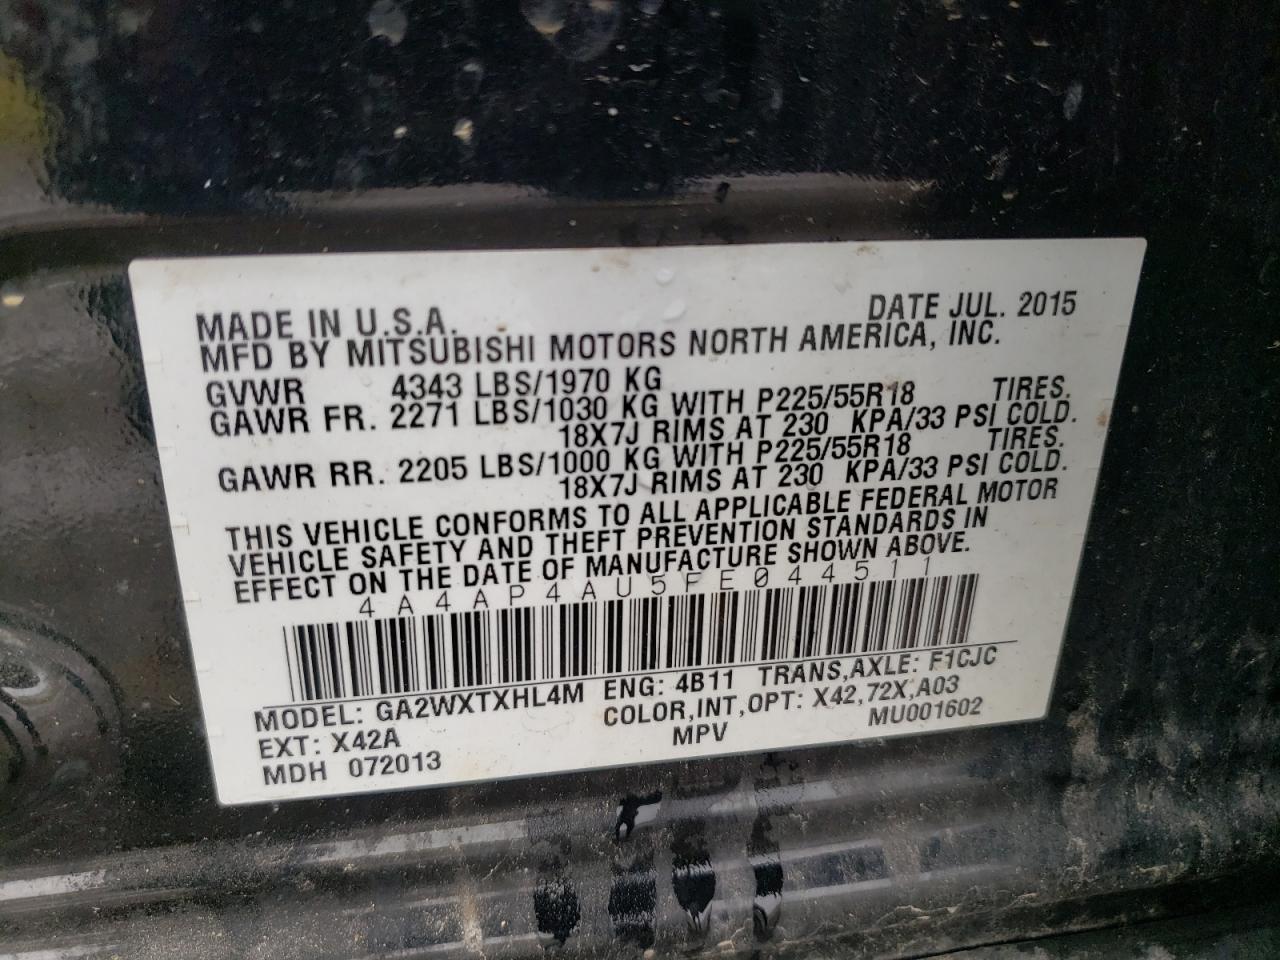 MADE IN U.S.A. DATE JUL. 2015
MFD BY MITSUBISHI MOTORS NORTH AMERICA, INC.
GVWR 4343 LBS/1970 KG
GAWR FR. 2271 LBS/1030 KG WITH P225/55R18 TIRES.
18X7J RIMS AT 230 KPA/33 PSI COLD.
GAWR RR. 2205 LBS/1000 KG WITH P225/55R18 TIRES.
18X7J RIMS AT 230 KPA/33 PSI COLD.
THIS VEHICLE CONFORMS TO ALL APPLICABLE FEDERAL MOTOR
VEHICLE SAFETY AND THEFT PREVENTION STANDARDS IN
EFFECT ON THE DATE OF MANUFACTURE SHOWN ABOVE.
4A4AP4AU5FE044511
MODEL: GA2WXTXHL4M ENG: 4B11 TRANS,AXLE: F1CJC
EXT: X42A COLOR,INT,OPT: X42,72X,A03
MDH 072013 MPV MU001602